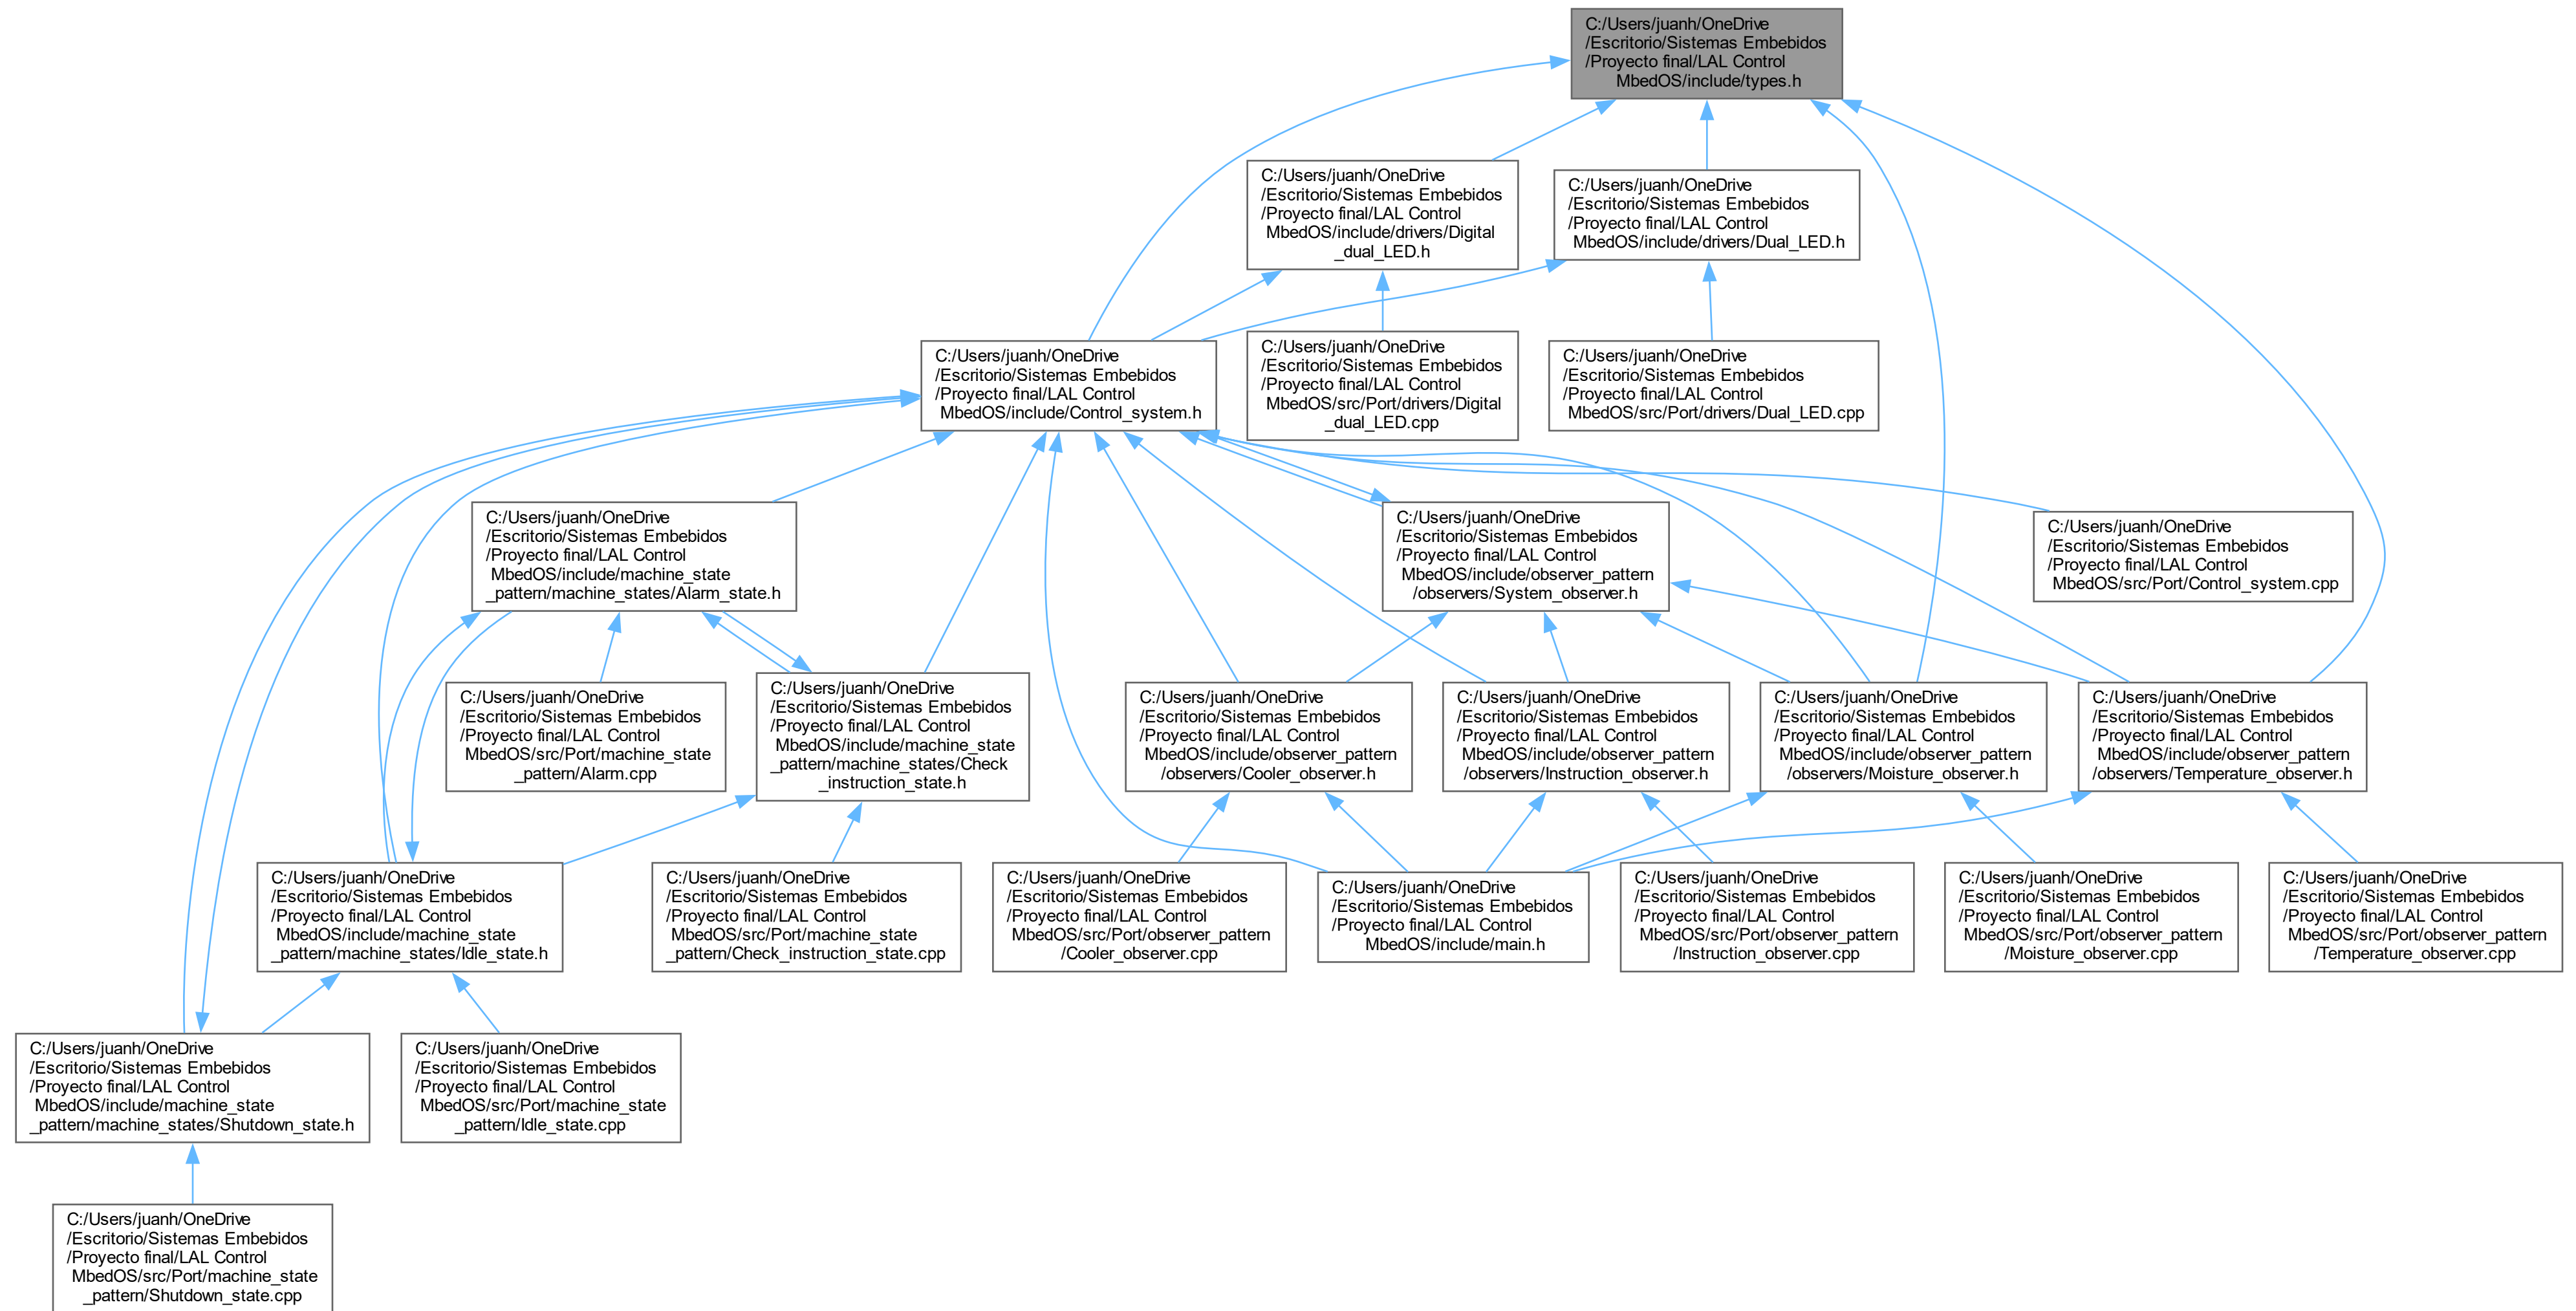 C:/Users/juanh/OneDrive
/Escritorio/Sistemas Embebidos
/Proyecto final/LAL Control
MbedOS/include/types.h
C:/Users/juanh/OneDrive
/Escritorio/Sistemas Embebidos
/Proyecto final/LAL Control
MbedOS/include/drivers/Digital
_dual_LED.h
C:/Users/juanh/OneDrive
/Escritorio/Sistemas Embebidos
/Proyecto final/LAL Control
MbedOS/include/drivers/Dual_LED.h
C:/Users/juanh/OneDrive
/Escritorio/Sistemas Embebidos
/Proyecto final/LAL Control
MbedOS/include/Control_system.h
C:/Users/juanh/OneDrive
/Escritorio/Sistemas Embebidos
/Proyecto final/LAL Control
MbedOS/src/Port/drivers/Digital
_dual_LED.cpp
C:/Users/juanh/OneDrive
/Escritorio/Sistemas Embebidos
/Proyecto final/LAL Control
MbedOS/src/Port/drivers/Dual_LED.cpp
C:/Users/juanh/OneDrive
/Escritorio/Sistemas Embebidos
/Proyecto final/LAL Control
MbedOS/include/machine_state
_pattern/machine_states/Alarm_state.h
C:/Users/juanh/OneDrive
/Escritorio/Sistemas Embebidos
/Proyecto final/LAL Control
MbedOS/include/observer_pattern
/observers/System_observer.h
C:/Users/juanh/OneDrive
/Escritorio/Sistemas Embebidos
/Proyecto final/LAL Control
MbedOS/src/Port/Control_system.cpp
C:/Users/juanh/OneDrive
/Escritorio/Sistemas Embebidos
/Proyecto final/LAL Control
MbedOS/src/Port/machine_state
_pattern/Alarm.cpp
C:/Users/juanh/OneDrive
/Escritorio/Sistemas Embebidos
/Proyecto final/LAL Control
MbedOS/include/machine_state
_pattern/machine_states/Check
_instruction_state.h
C:/Users/juanh/OneDrive
/Escritorio/Sistemas Embebidos
/Proyecto final/LAL Control
MbedOS/include/observer_pattern
/observers/Cooler_observer.h
C:/Users/juanh/OneDrive
/Escritorio/Sistemas Embebidos
/Proyecto final/LAL Control
MbedOS/include/observer_pattern
/observers/Instruction_observer.h
C:/Users/juanh/OneDrive
/Escritorio/Sistemas Embebidos
/Proyecto final/LAL Control
MbedOS/include/observer_pattern
/observers/Moisture_observer.h
C:/Users/juanh/OneDrive
/Escritorio/Sistemas Embebidos
/Proyecto final/LAL Control
MbedOS/include/observer_pattern
/observers/Temperature_observer.h
C:/Users/juanh/OneDrive
/Escritorio/Sistemas Embebidos
/Proyecto final/LAL Control
MbedOS/include/machine_state
_pattern/machine_states/Idle_state.h
C:/Users/juanh/OneDrive
/Escritorio/Sistemas Embebidos
/Proyecto final/LAL Control
MbedOS/src/Port/machine_state
_pattern/Check_instruction_state.cpp
C:/Users/juanh/OneDrive
/Escritorio/Sistemas Embebidos
/Proyecto final/LAL Control
MbedOS/src/Port/observer_pattern
/Cooler_observer.cpp
C:/Users/juanh/OneDrive
/Escritorio/Sistemas Embebidos
/Proyecto final/LAL Control
MbedOS/include/main.h
C:/Users/juanh/OneDrive
/Escritorio/Sistemas Embebidos
/Proyecto final/LAL Control
MbedOS/src/Port/observer_pattern
/Instruction_observer.cpp
C:/Users/juanh/OneDrive
/Escritorio/Sistemas Embebidos
/Proyecto final/LAL Control
MbedOS/src/Port/observer_pattern
/Moisture_observer.cpp
C:/Users/juanh/OneDrive
/Escritorio/Sistemas Embebidos
/Proyecto final/LAL Control
MbedOS/src/Port/observer_pattern
/Temperature_observer.cpp
C:/Users/juanh/OneDrive
/Escritorio/Sistemas Embebidos
/Proyecto final/LAL Control
MbedOS/include/machine_state
_pattern/machine_states/Shutdown_state.h
C:/Users/juanh/OneDrive
/Escritorio/Sistemas Embebidos
/Proyecto final/LAL Control
MbedOS/src/Port/machine_state
_pattern/Idle_state.cpp
C:/Users/juanh/OneDrive
/Escritorio/Sistemas Embebidos
/Proyecto final/LAL Control
MbedOS/src/Port/machine_state
_pattern/Shutdown_state.cpp